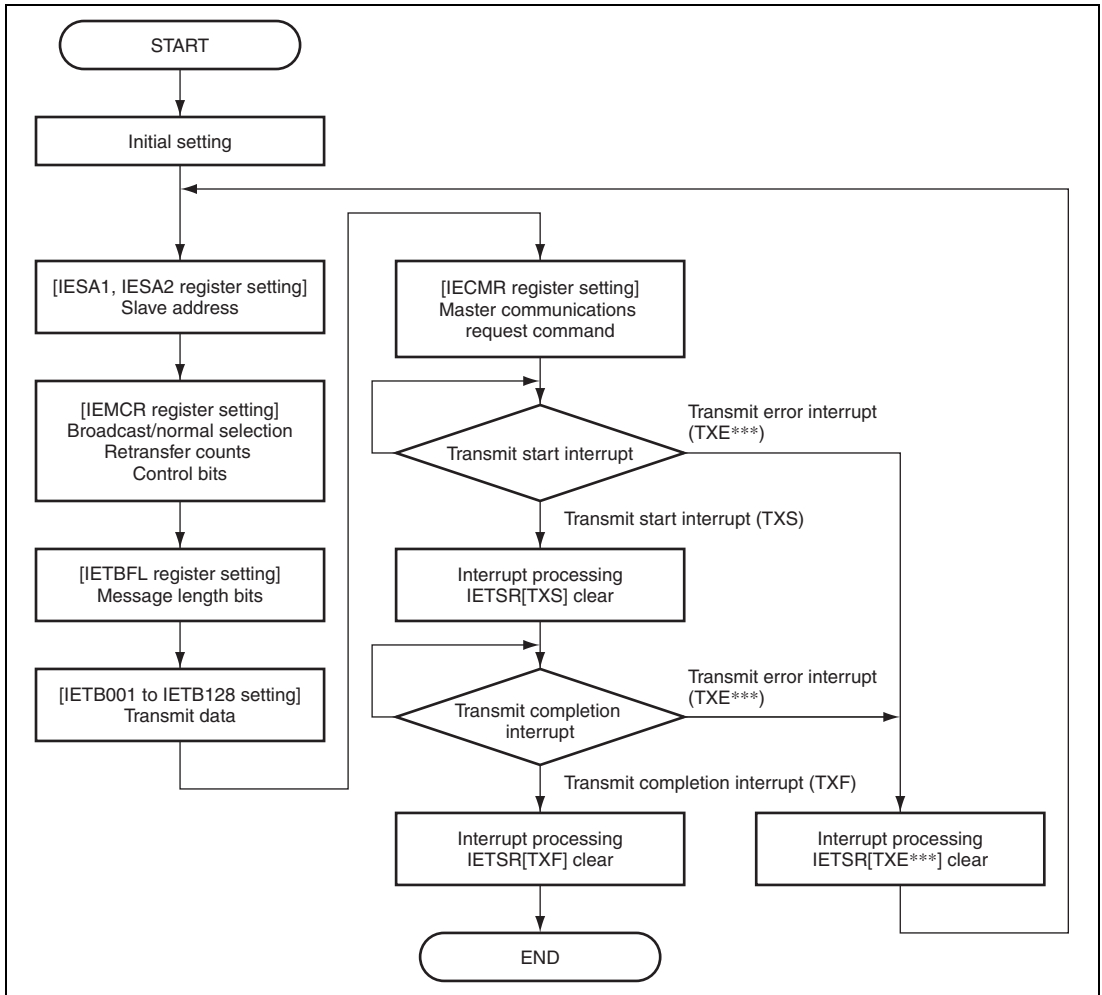 START
Initial setting
[IESA1, IESA2 register setting]
Slave address
[IEMCR register setting]
Broadcast/normal selection
Retransfer counts
Control bits
[IETBFL register setting]
Message length bits
[IETB001 to IETB128 setting]
Transmit data
[IECMR register setting]
Master communications
request command
Transmit start interrupt
Transmit error interrupt
(TXE***)
Transmit start interrupt (TXS)
Interrupt processing
IETSR[TXS] clear
Transmit completion
interrupt
Transmit error interrupt
(TXE***)
Transmit completion interrupt (TXF)
Interrupt processing
IETSR[TXF] clear
Interrupt processing
IETSR[TXE***] clear
END